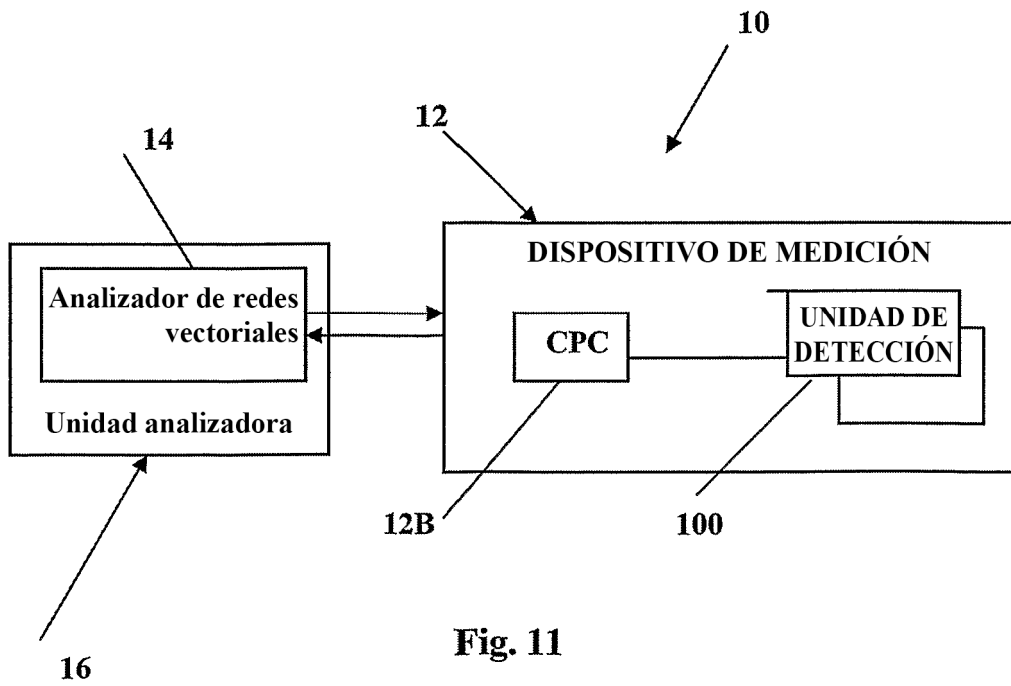 10
12
14
DISPOSITIVO DE MEDICIÓN
Analizador de redes
vectoriales
CPC
UNIDAD DE
DETECCIÓN
Unidad analizadora
12B
100
16
Fig. 11